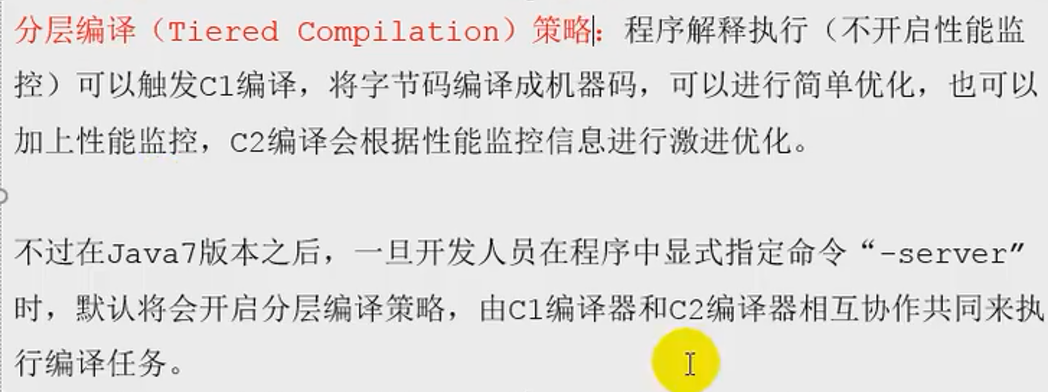 分层编译（Tiered Compilation）策略：程序解释执行（不开启性能监
控）可以触发C1编译，将字节码编译成机器码，可以进行简单优化，也可以
加上性能监控，C2编译会根据性能监控信息进行激进优化。
不过在Java7版本之后，一旦开发人员在程序中显式指定命令“-server”
时，默认将会开启分层编译策略，由C1编译器和C2编译器相互协作共同来执
行编译任务。